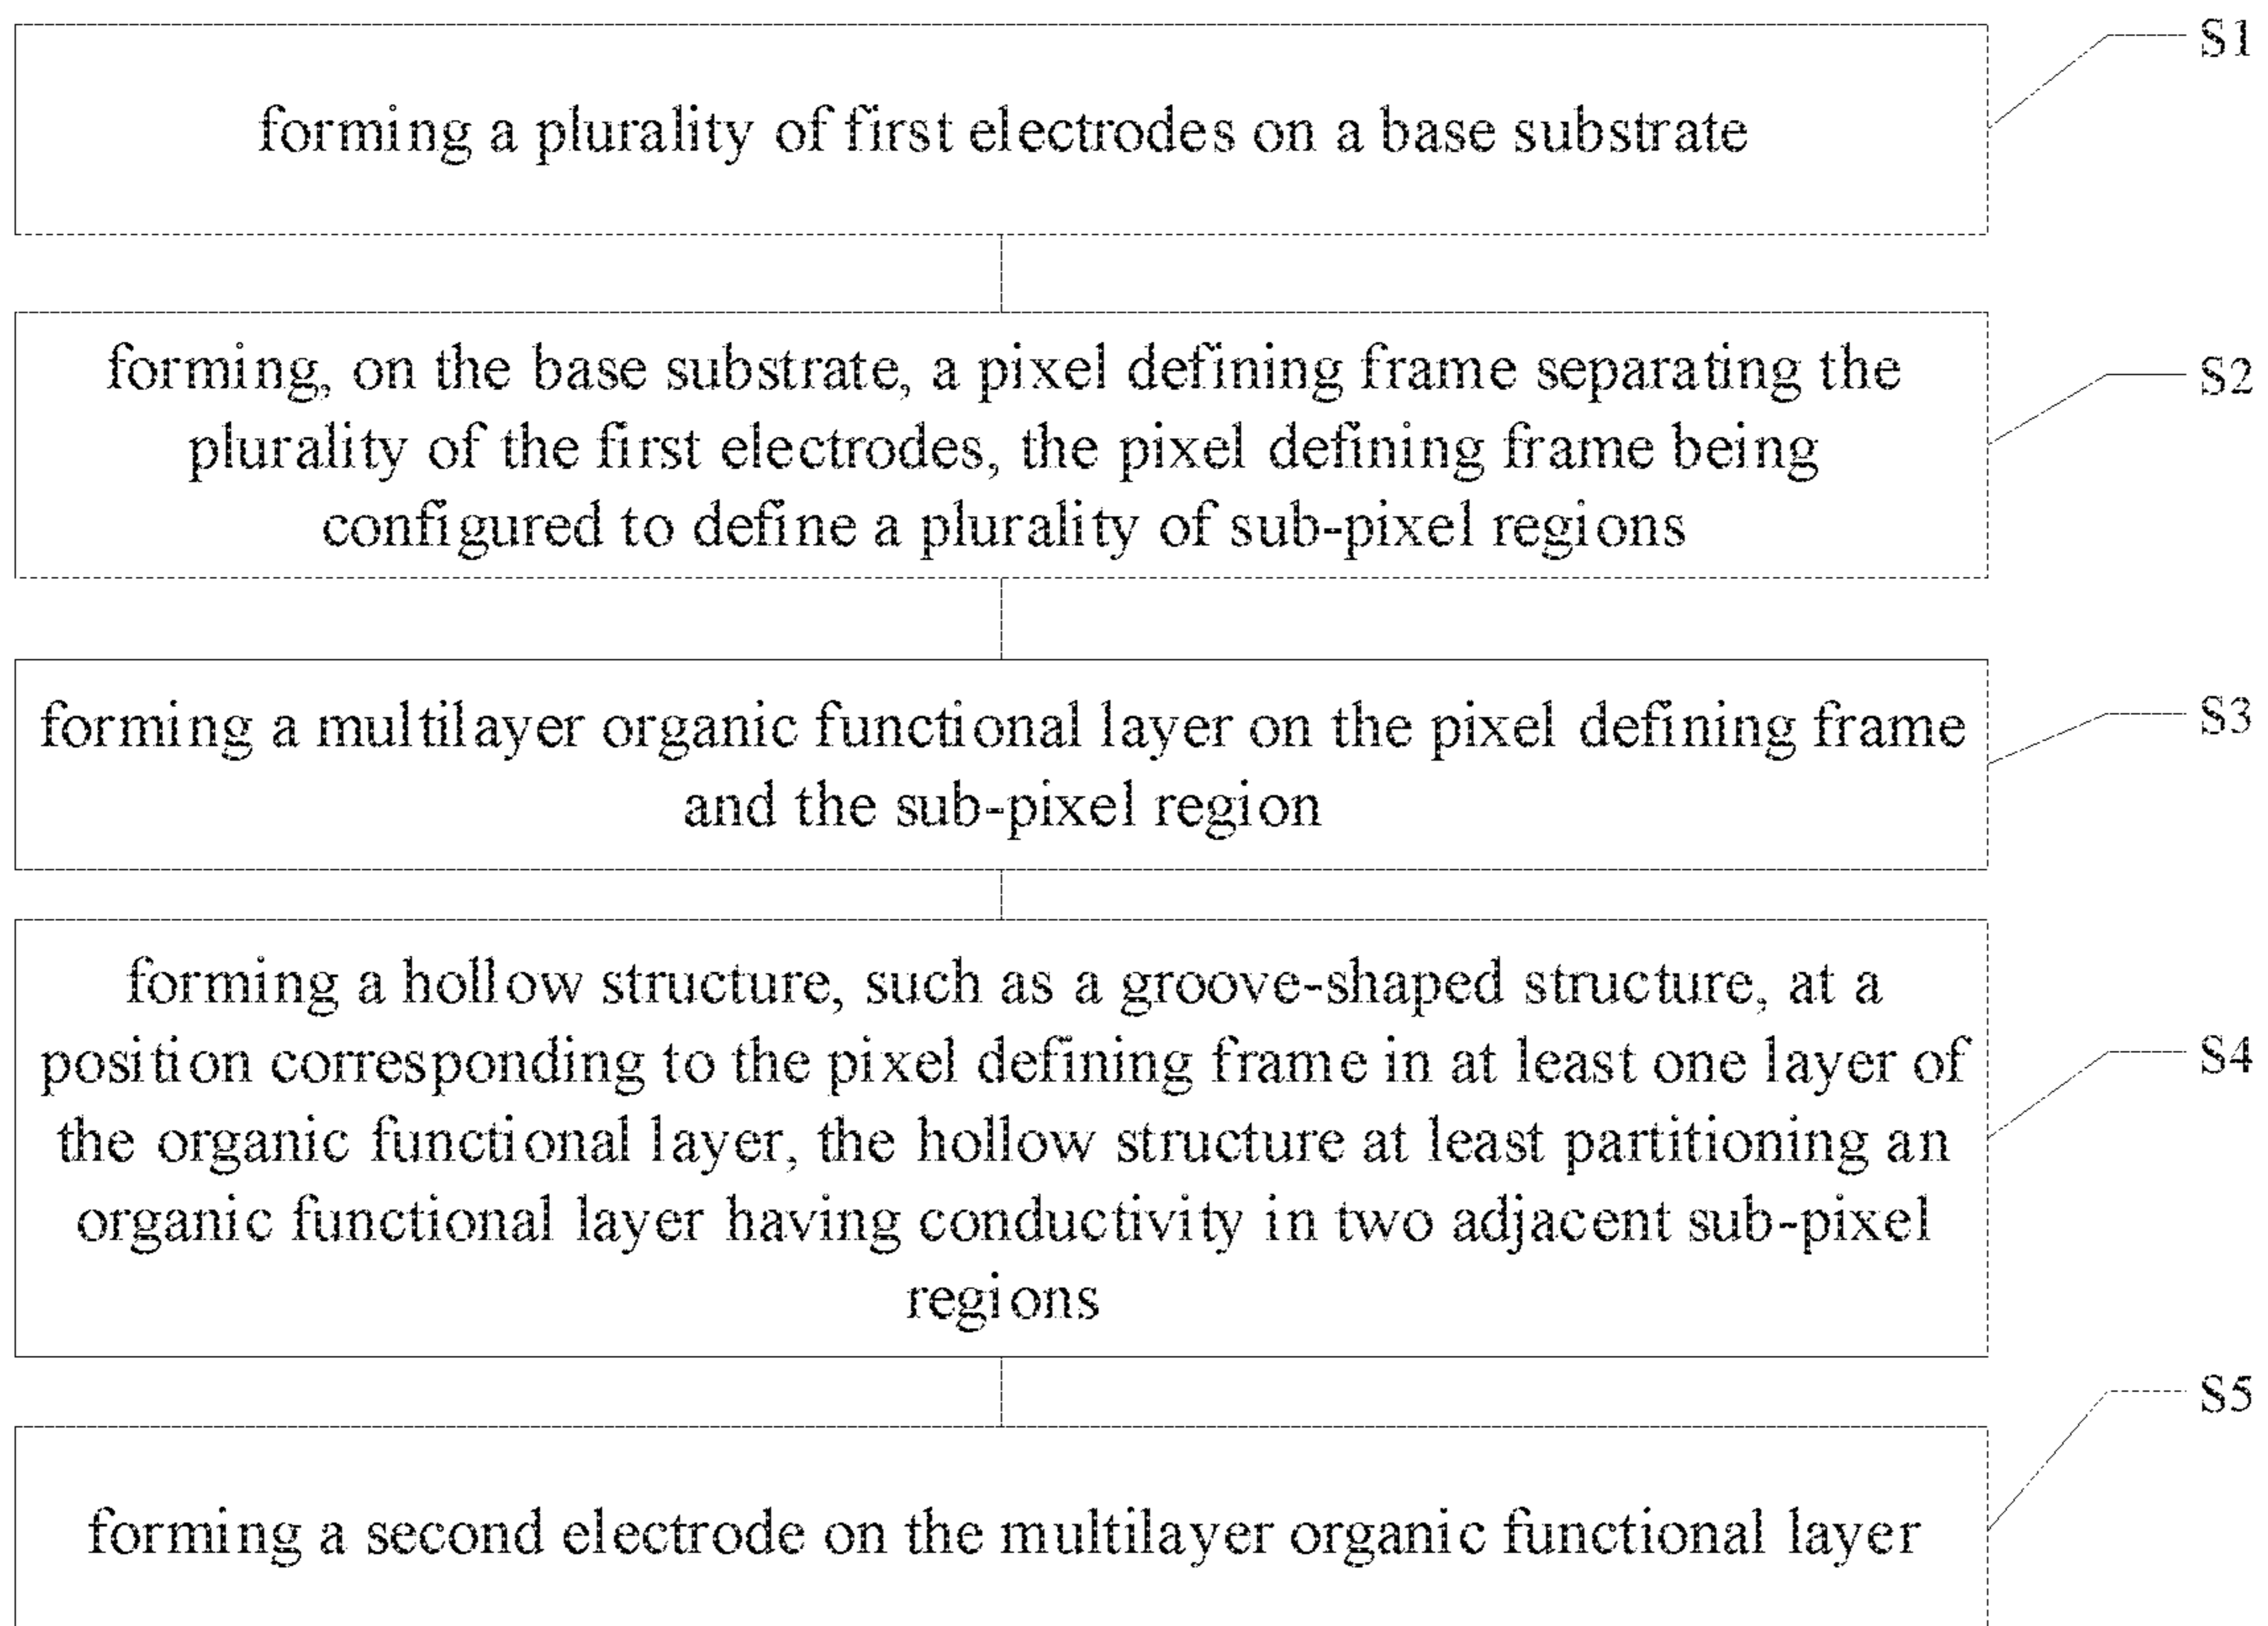 S1
forming a plurality of first electrodes on a base substrate
forming, on the base substrate, a pixel defining frame separating the
S2
plurality of the first electrodes, the pixel defining frame being
configured to define a plurality of sub-pixel regions
forming a multilayer organic functional layer on the pixel defining frame
S3
and the sub-pixel region
forming a hollow structure, such as a groove-shaped structure, at a
position corresponding to the pixel defining frame in at least one layer of
S4
the organic functional layer, the hollow structure at least partitioning an
organic functional layer having conductivity in two adjacent sub-pixel
regions
S5
forming a second electrode on the multilayer organic functional layer